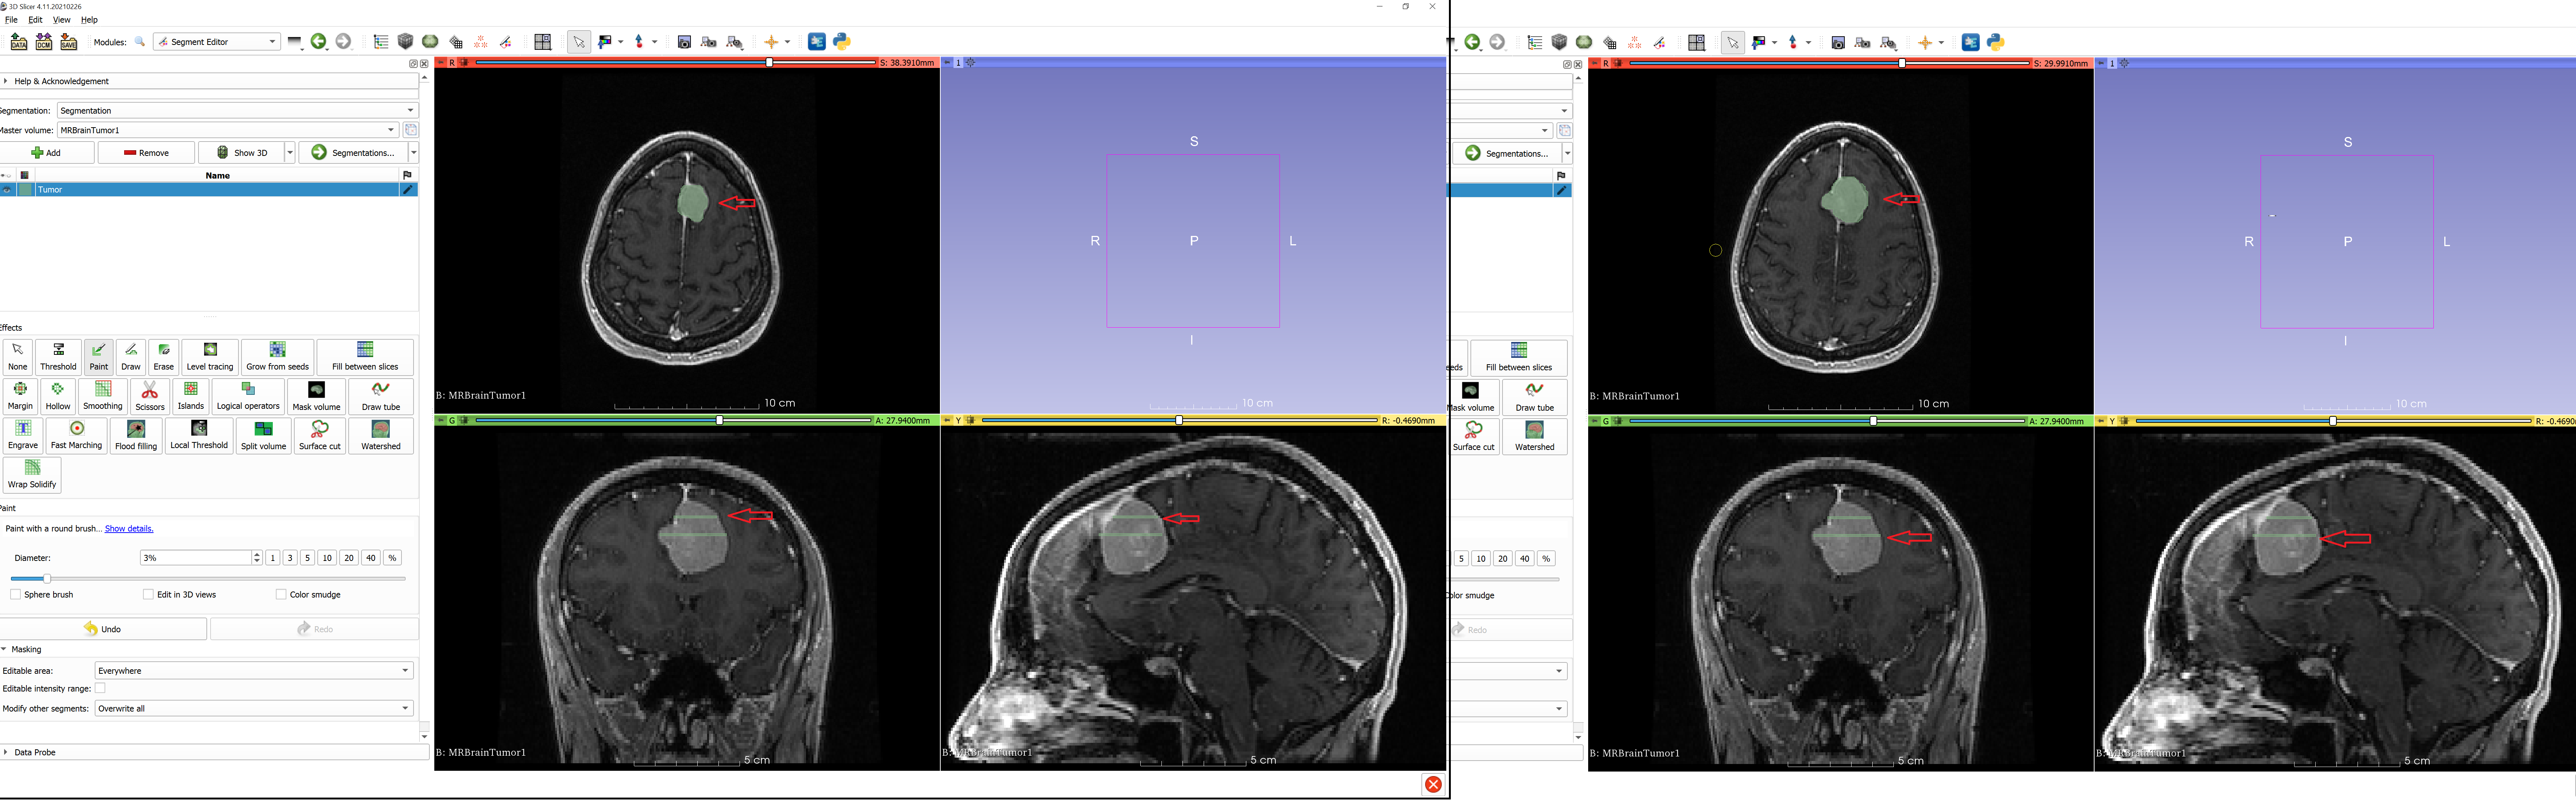 3D Slicer 4.11.20210226
File Edit View Help
DATA DCM SAVE Modules: Segment Editor
Help & Acknowledgement
Segmentation: Segmentation
Master volume: MRBrainTumor1
Add Remove Show 3D Segmentations...
Name
Tumor
Effects
None Threshold Paint Draw Erase Level tracing Grow from seeds Fill between slices
Margin Hollow Smoothing Scissors Islands Logical operators Mask volume Draw tube
Engrave Fast Marching Flood filling Local Threshold Split volume Surface cut Watershed
Wrap Solidify
Paint
Paint with a round brush... Show details.
Diameter: 3% 1 3 5 10 20 40 %
Sphere brush Edit in 3D views Color smudge
Undo Redo
Masking
Editable area: Everywhere
Editable intensity range:
Modify other segments: Overwrite all
Data Probe
R S: 38.3910mm
B: MRBrainTumor1
10 cm
1
S
R P L
I
10 cm
G A: 27.9400mm
B: MRBrainTumor1
5 cm
Y R: -0.4690mm
B: MRBrainTumor1
5 cm
Segmentations...
eeds Fill between slices
Mask volume Draw tube
Surface cut Watershed
5 10 20 40 %
Color smudge
Redo
R S: 29.9910mm
B: MRBrainTumor1
10 cm
1
S
R P L
I
10 cm
G A: 27.9400mm
B: MRBrainTumor1
5 cm
Y R: -0.4690
B: MRBrainTumor1
5 cm